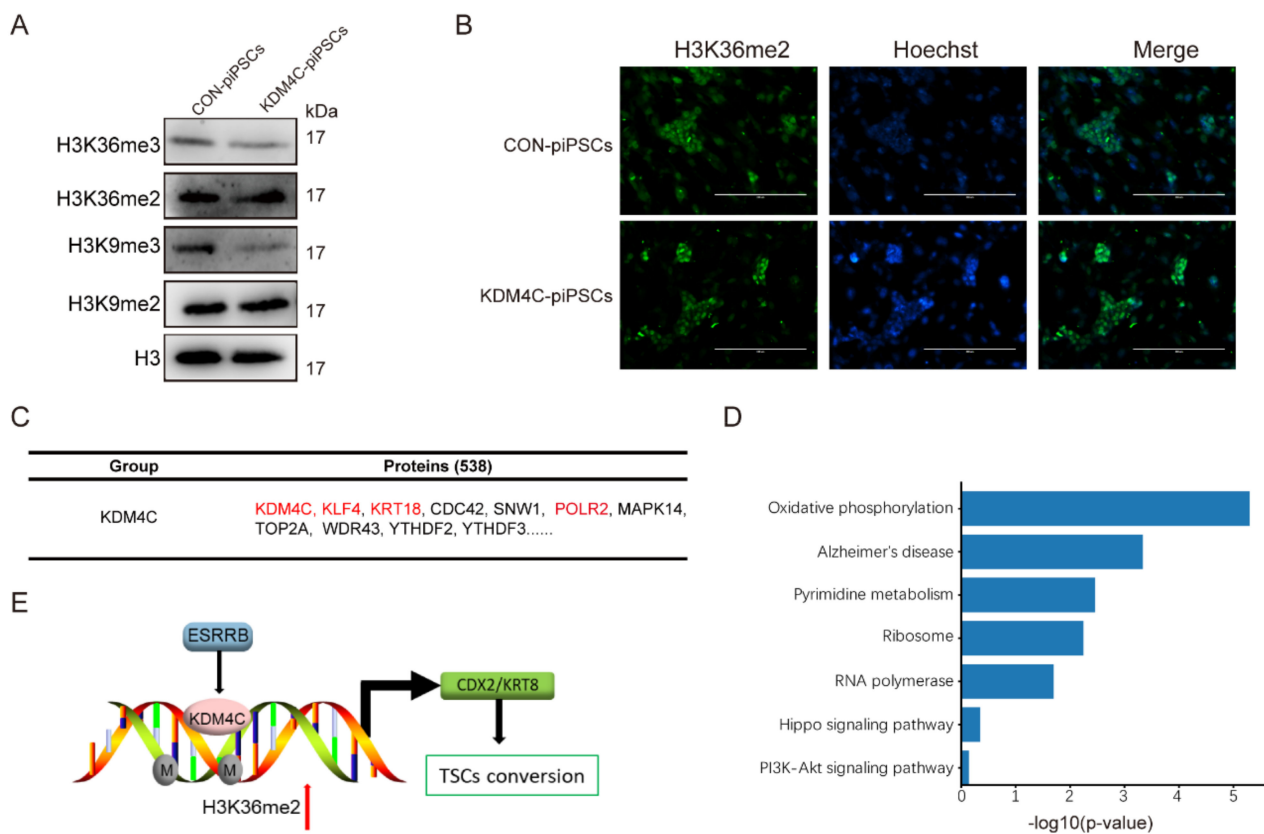 A
CON-piPSCs
KDM4C-piPSCs
kDa
H3K36me3
17
H3K36me2
17
H3K9me3
17
H3K9me2
17
H3
17
B
H3K36me2
Hoechst
Merge
CON-piPSCs
KDM4C-piPSCs
C
Group
Proteins (538)
KDM4C
KDM4C, KLF4, KRT18, CDC42, SNW1, POLR2, MAPK14,
TOP2A, WDR43, YTHDF2, YTHDF3......
D
Oxidative phosphorylation
Alzheimer's disease
Pyrimidine metabolism
Ribosome
RNA polymerase
Hippo signaling pathway
PI3K-Akt signaling pathway
0 1 2 3 4 5
-log10(p-value)
E
ESRRB
KDM4C
CDX2/KRT8
M M
TSCs conversion
H3K36me2